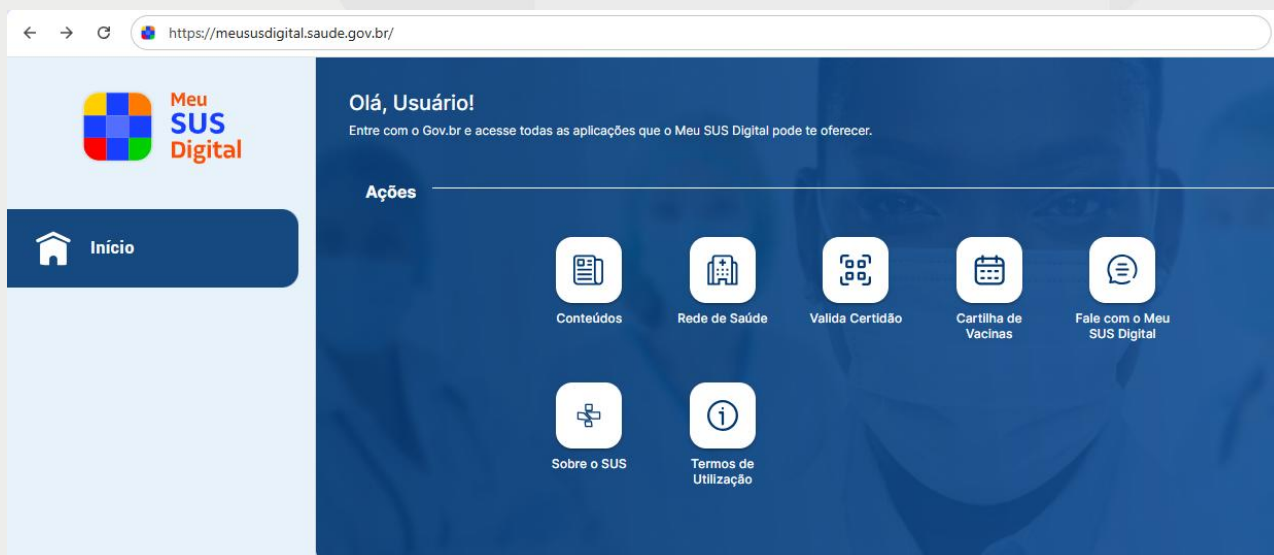 https://meususdigital.saude.gov.br/
Meu
SUS
Digital
Início
Olá, Usuário!
Entre com o Gov.br e acesse todas as aplicações que o Meu SUS Digital pode te oferecer.
Ações
Conteúdos
Rede de Saúde
Valida Certidão
Cartilha de
Vacinas
Fale com o Meu
SUS Digital
Sobre o SUS
Termos de
Utilização